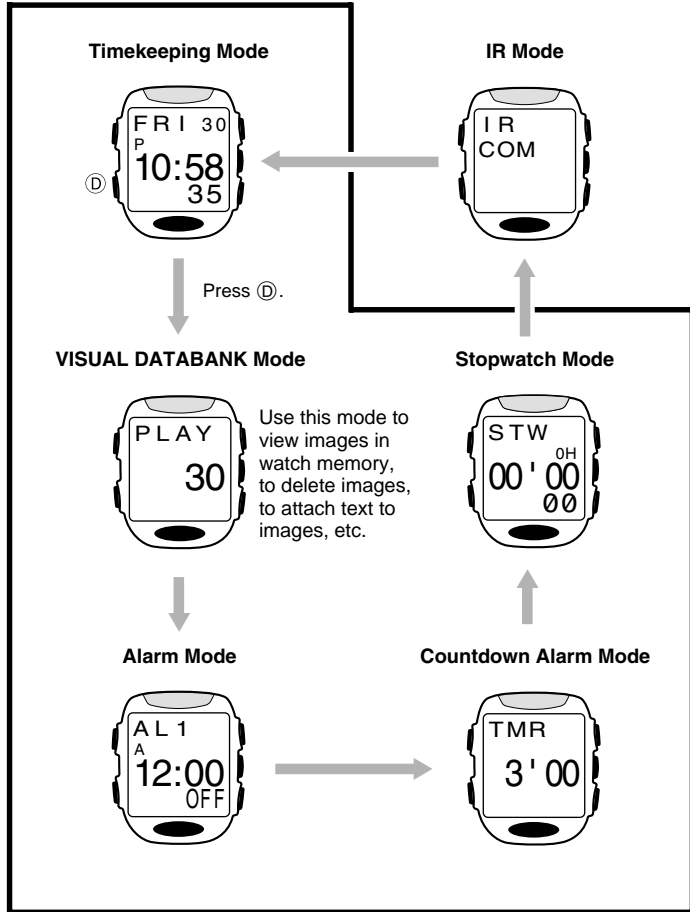 Timekeeping Mode
FRI 30
P
10:58
35
D
Press D.
VISUAL DATABANK Mode
PLAY
30
Use this mode to
view images in
watch memory,
to delete images,
to attach text to
images, etc.
Alarm Mode
AL1
A
12:00
OFF
Countdown Alarm Mode
TMR
3'00
Stopwatch Mode
STW
0H
00'00
00
IR Mode
IR
COM